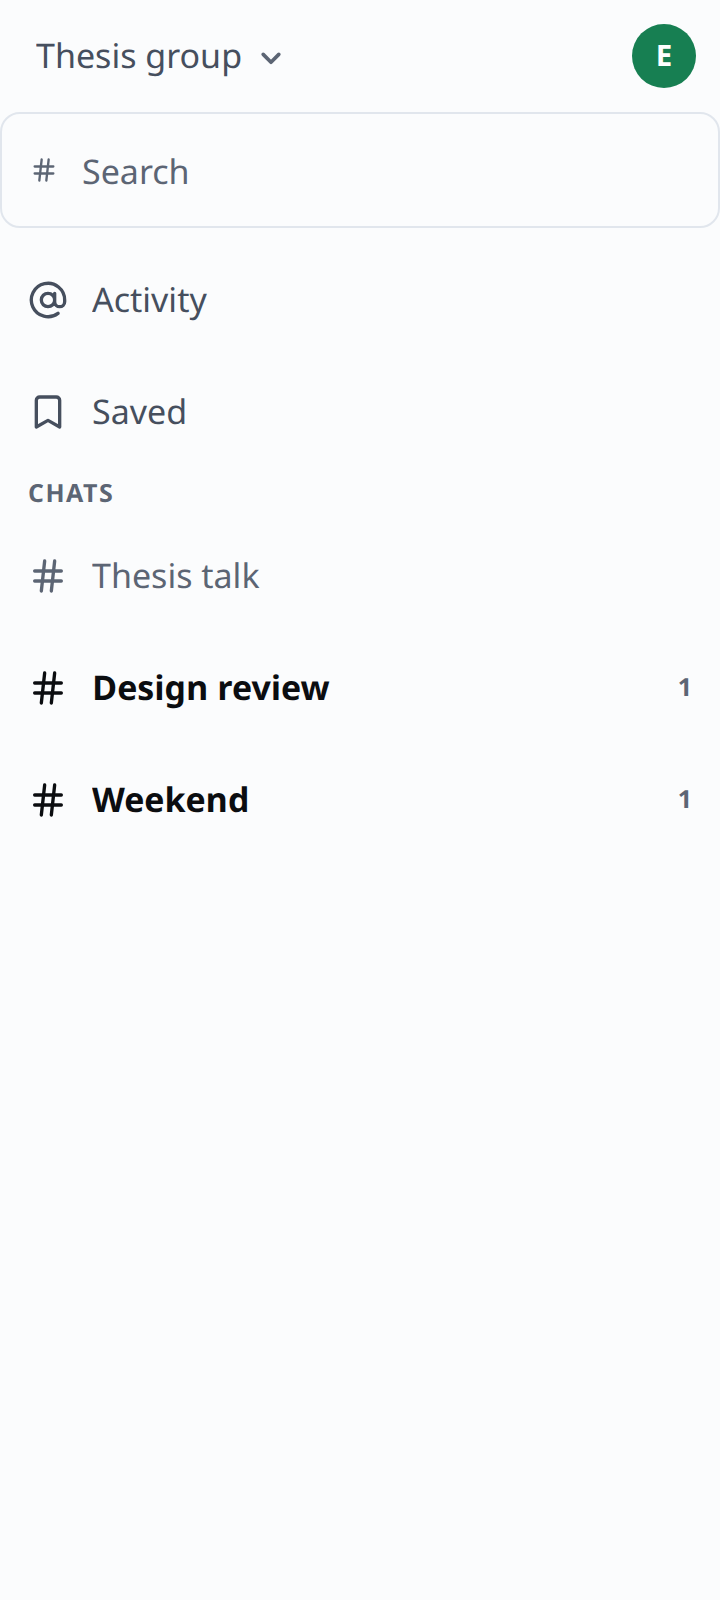 Thesis group
E
# Search
Activity
Saved
CHATS
# Thesis talk
# Design review 1
# Weekend 1